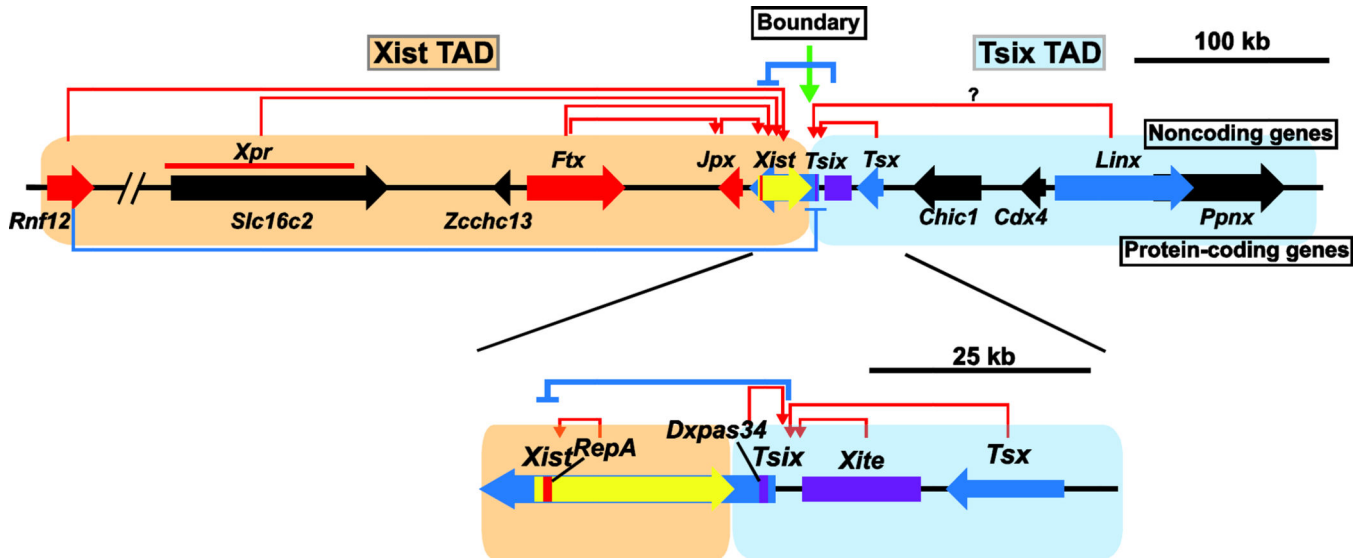 Boundary
Xist TAD
Tsix TAD
100 kb
?
Noncoding genes
Xpr
Ftx
Jpx
Xist
Tsix
Tsx
Linx
Rnf12
Slc16c2
Zcchc13
Chic1
Cdx4
Ppnx
Protein-coding genes
25 kb
Dxpas34
Xist
RepA
Tsix
Xite
Tsx